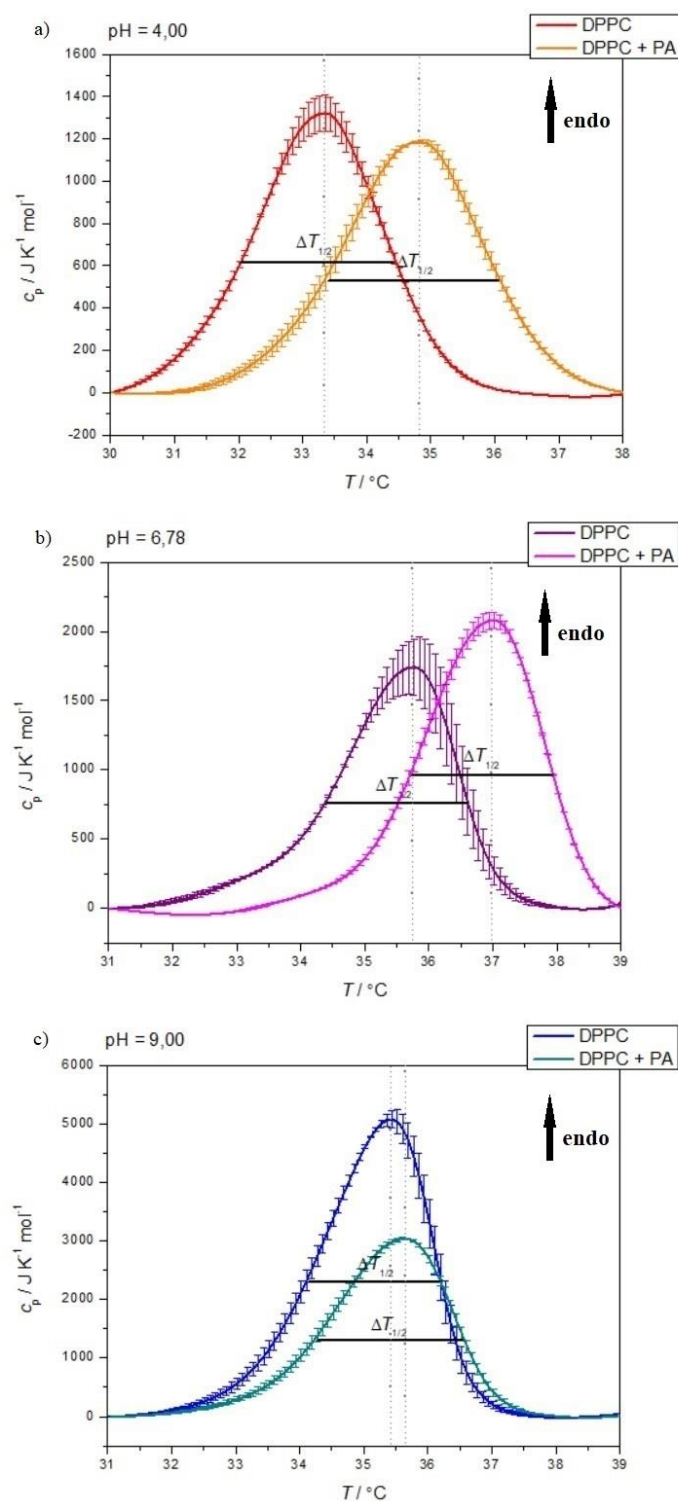 a)
pH = 4,00
DPPC
DPPC + PA
endo
1600
1400
1200
1000
800
600
400
200
0
-200
cp / J K⁻¹ mol⁻¹
ΔT1/2
ΔT1/2
30 31 32 33 34 35 36 37 38
T / °C
b)
pH = 6,78
DPPC
DPPC + PA
endo
2500
2000
1500
1000
500
0
cp / J K⁻¹ mol⁻¹
ΔT1/2
ΔT1/2
31 32 33 34 35 36 37 38 39
T / °C
c)
pH = 9,00
DPPC
DPPC + PA
endo
6000
5000
4000
3000
2000
1000
0
cp / J K⁻¹ mol⁻¹
ΔT1/2
ΔT1/2
31 32 33 34 35 36 37 38 39
T / °C